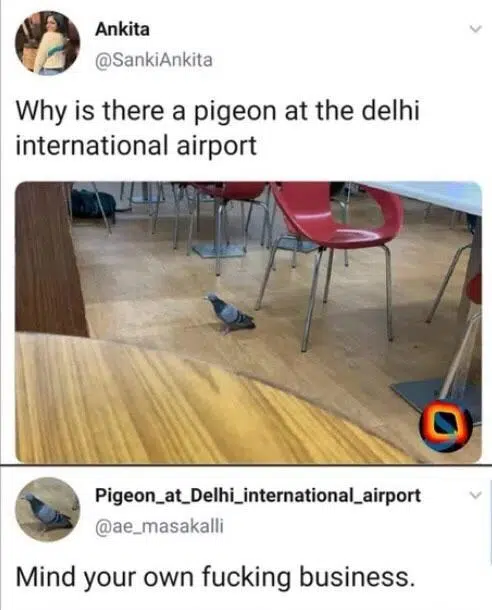 Ankita
@SankiAnkita
Why is there a pigeon at the delhi
international airport
Pigeon_at_Delhi_international_airport
@ae_masakalli
Mind your own fucking business.